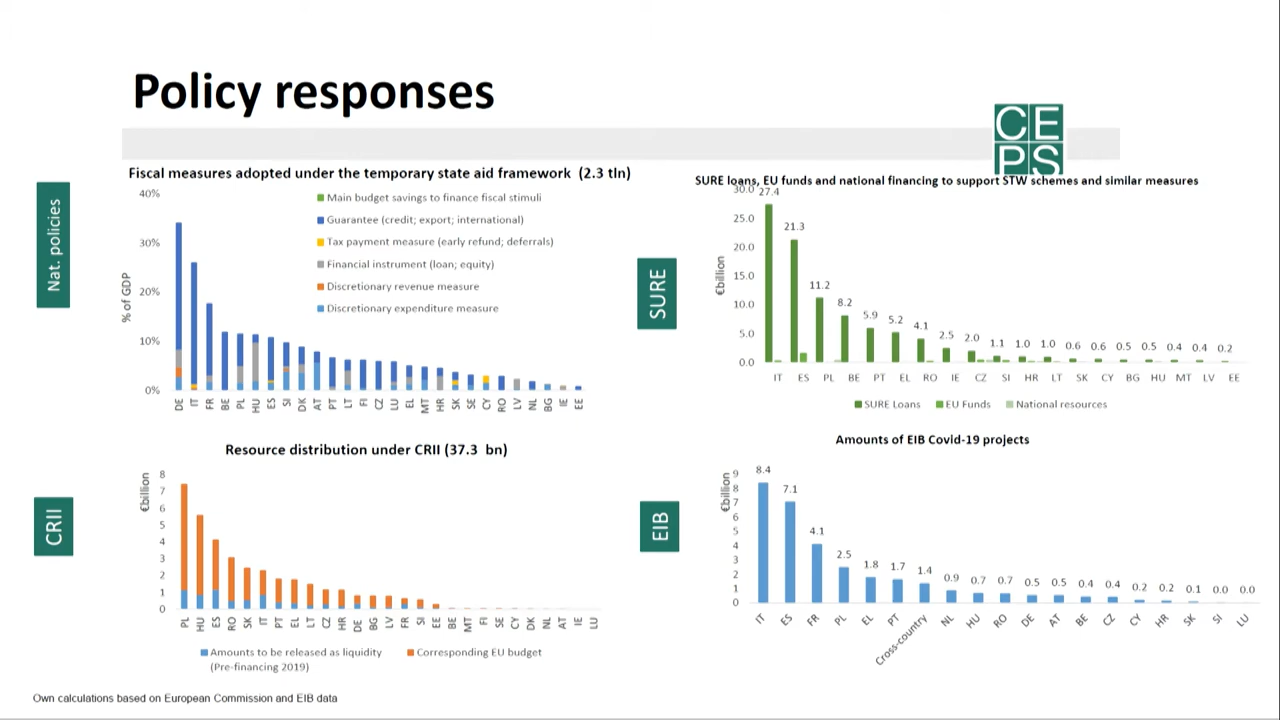 Policy responses
CE
PS
Nat. policies
Fiscal measures adopted under the temporary state aid framework (2.3 tln)
% of GDP
40%
30%
20%
10%
0%
Main budget savings to finance fiscal stimuli
Guarantee (credit; export; international)
Tax payment measure (early refund; deferrals)
Financial instrument (loan; equity)
Discretionary revenue measure
Discretionary expenditure measure
DE IT FR BE PL HU ES SI DK AT PT LT FI CZ LU EL MT HR SK SE CY RO LV NL BG IE EE
SURE
SURE loans, EU funds and national financing to support STW schemes and similar measures
€billion
30.0
25.0
20.0
15.0
10.0
5.0
0.0
27.4 21.3 11.2 8.2 5.9 5.2 4.1 2.5 2.0 1.1 1.0 1.0 0.6 0.6 0.5 0.5 0.4 0.4 0.2
IT ES PL BE PT EL RO IE CZ SI HR LT SK CY BG HU MT LV EE
SURE Loans EU Funds National resources
CRII
Resource distribution under CRII (37.3 bn)
€billion
8
7
6
5
4
3
2
1
0
PL HU ES RO SK IT PT EL LT CZ HR DE BG LV FR SI EE BE MT FI SE CY DK NL AT IE LU
Amounts to be released as liquidity
(Pre-financing 2019)
Corresponding EU budget
EIB
Amounts of EIB Covid-19 projects
€billion
9
8
7
6
5
4
3
2
1
0
8.4 7.1 4.1 2.5 1.8 1.7 1.4 0.9 0.7 0.7 0.5 0.5 0.4 0.4 0.2 0.2 0.1 0.0 0.0
IT ES FR PL EL PT Cross-country NL HU RO DE AT BE CZ CY HR SK SI LU
Own calculations based on European Commission and EIB data